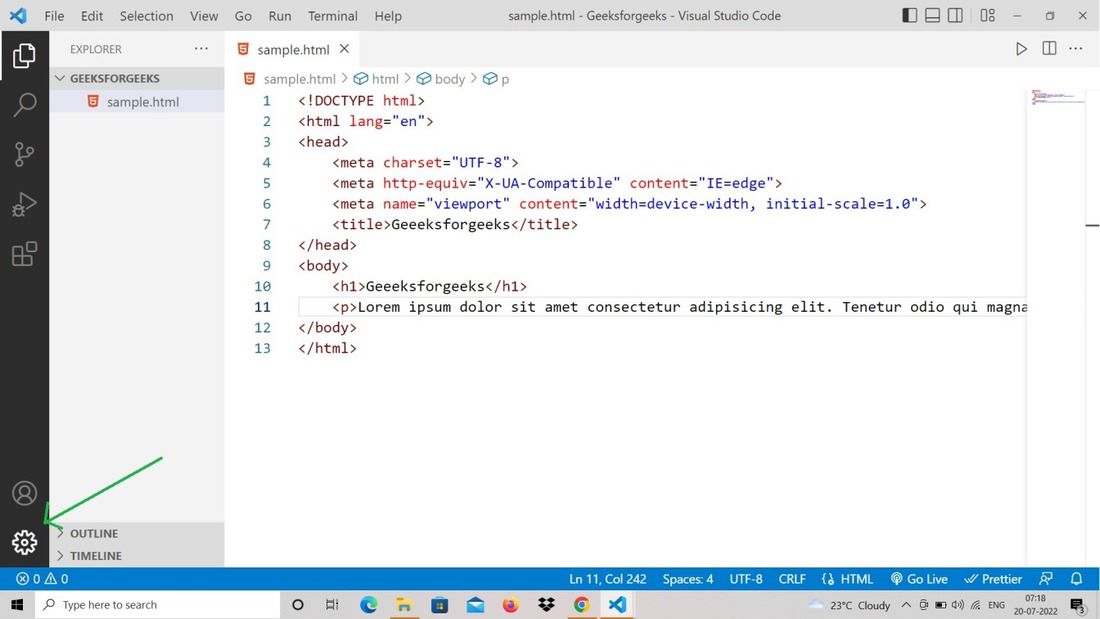 File Edit Selection View Go Run Terminal Help sample.html - Geeksforgeeks - Visual Studio Code
EXPLORER ···
GEEKSFORGEEKS
sample.html
sample.html
sample.html > html > body > p
1 <!DOCTYPE html>
2 <html lang="en">
3 <head>
4 <meta charset="UTF-8">
5 <meta http-equiv="X-UA-Compatible" content="IE=edge">
6 <meta name="viewport" content="width=device-width, initial-scale=1.0">
7 <title>Geeeksforgeeks</title>
8 </head>
9 <body>
10 <h1>Geeeksforgeeks</h1>
11 <p>Lorem ipsum dolor sit amet consectetur adipisicing elit. Tenetur odio qui magna
12 </body>
13 </html>
OUTLINE
TIMELINE
0 0 Ln 11, Col 242 Spaces: 4 UTF-8 CRLF {} HTML Go Live Prettier
Type here to search 23°C Cloudy ENG 07:18
20-07-2022 3